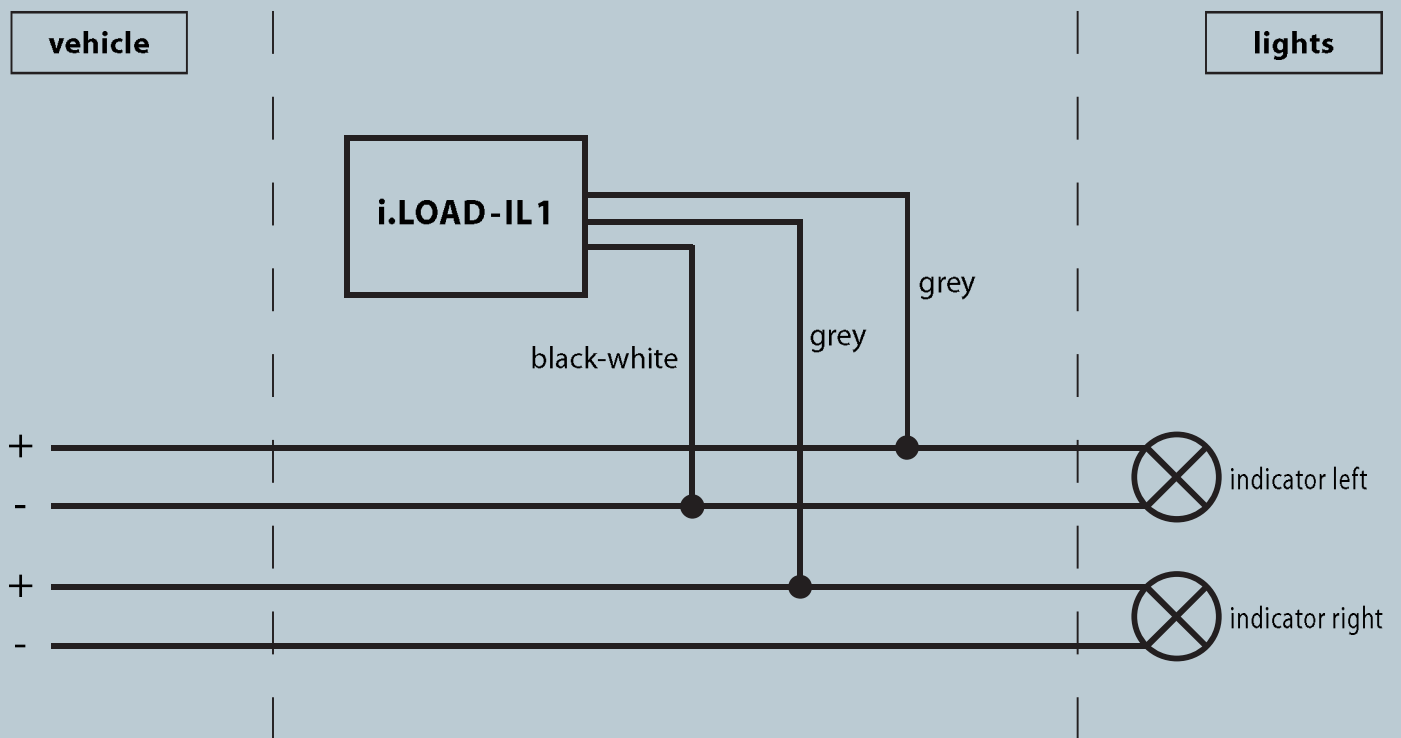 vehicle
lights
i.LOAD-IL1
grey
grey
black-white
+
indicator left
-
+
indicator right
-